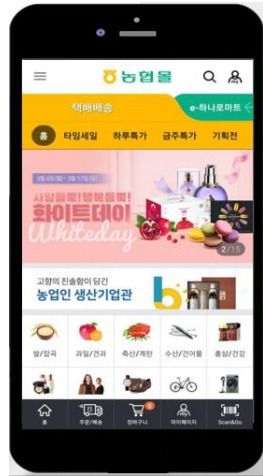 농협몰
택배배송
e-하나로마트
홈 타임세일 하루특가 금주특가 기획전
사랑듬뿍!행복듬뿍!
화이트데이
Whiteday
2/15
고향의 진솔함이 담긴
농업인 생산기업관
쌀/잡곡 과일/견과 축산/계란 수산/건어물 홍삼/건강
홈 주문/배송 장바구니 마이페이지 Scan&Go